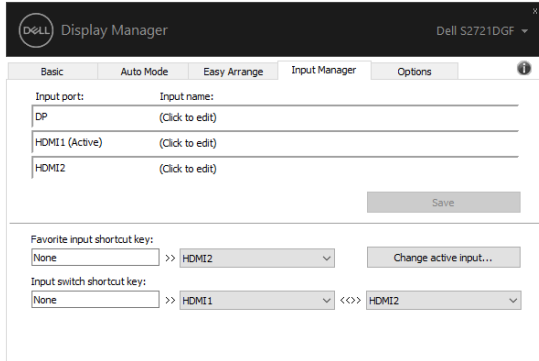 DELL Display Manager Dell S2721DGF
Basic Auto Mode Easy Arrange Input Manager Options
Input port: Input name:
DP (Click to edit)
HDMI1 (Active) (Click to edit)
HDMI2 (Click to edit)
Save
Favorite input shortcut key:
None >> HDMI2 Change active input...
Input switch shortcut key:
None >> HDMI1 <<>> HDMI2